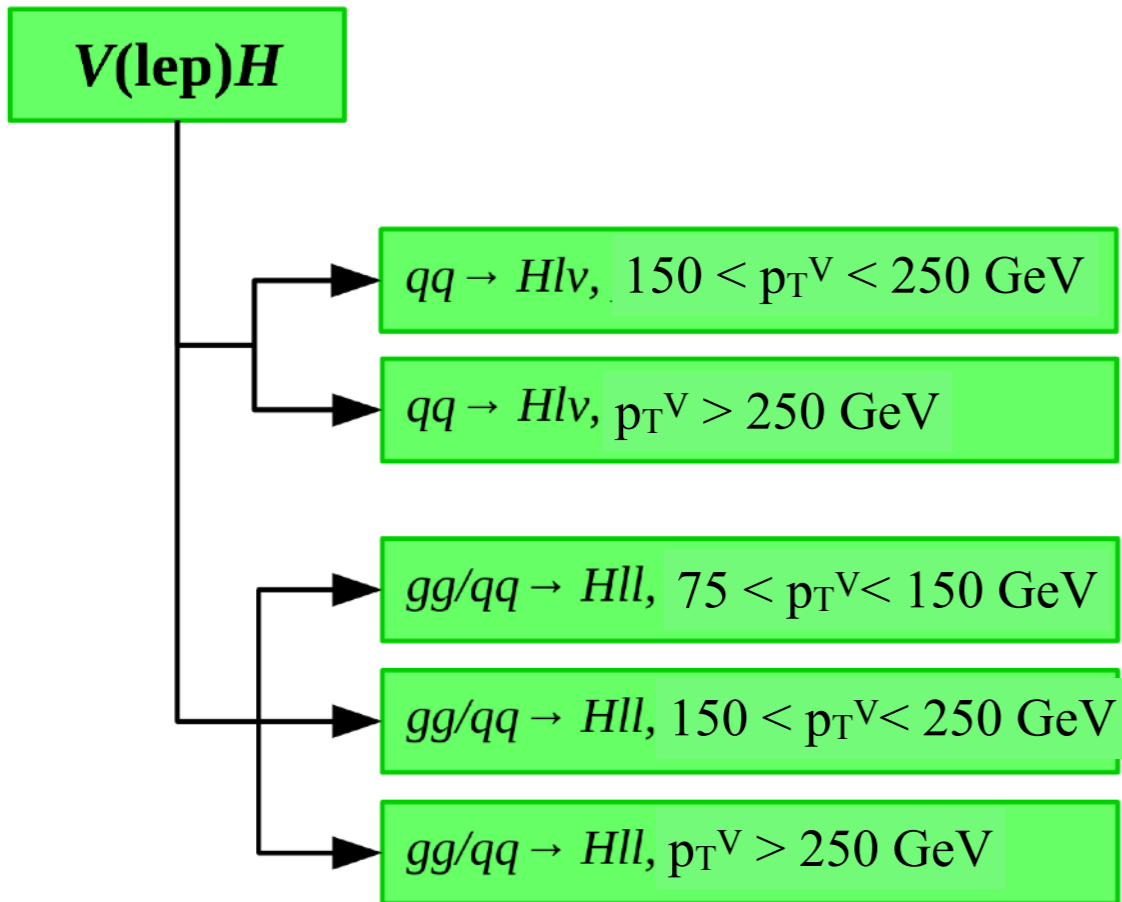 V(lep)H
qq → Hlν, 150 < pTV < 250 GeV
qq → Hlν, pTV > 250 GeV
gg/qq → Hll, 75 < pTV< 150 GeV
gg/qq → Hll, 150 < pTV< 250 GeV
gg/qq → Hll, pTV > 250 GeV